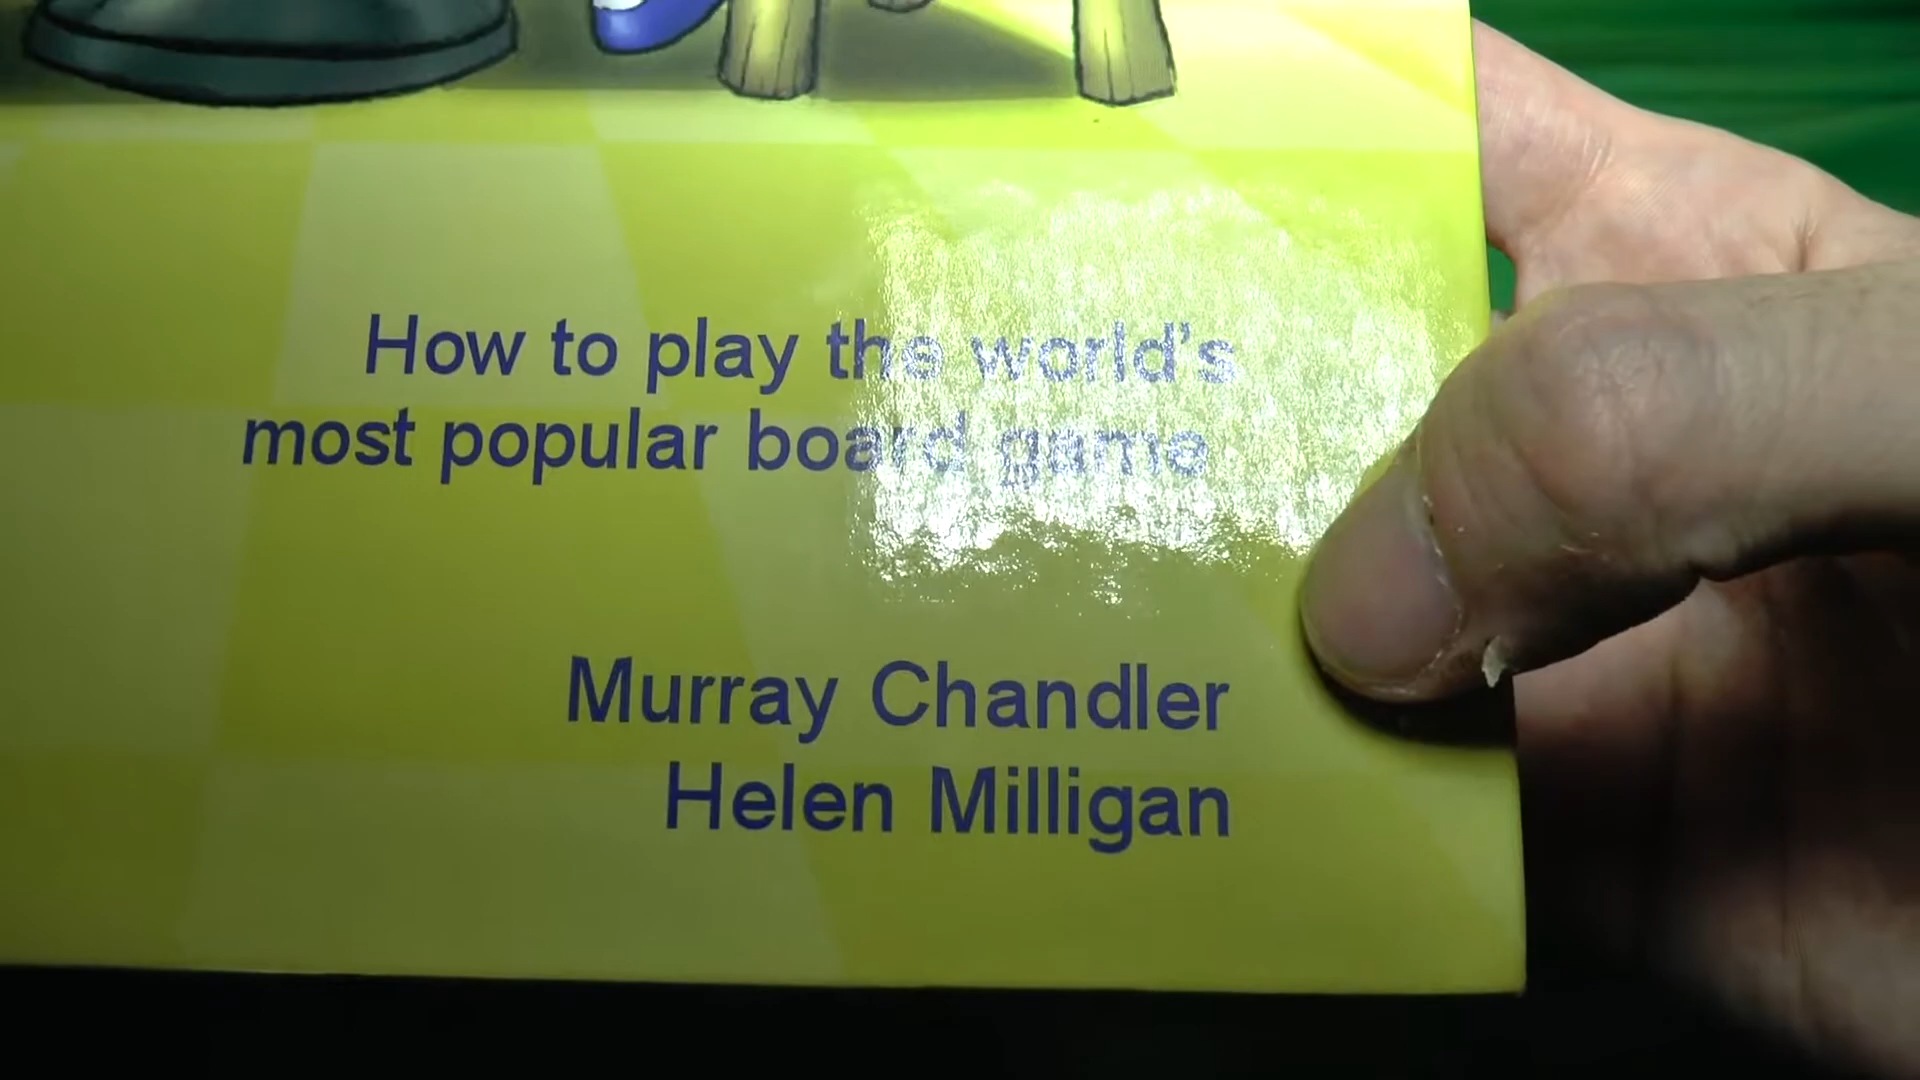 How to play the world’s
most popular board game
Murray Chandler
Helen Milligan